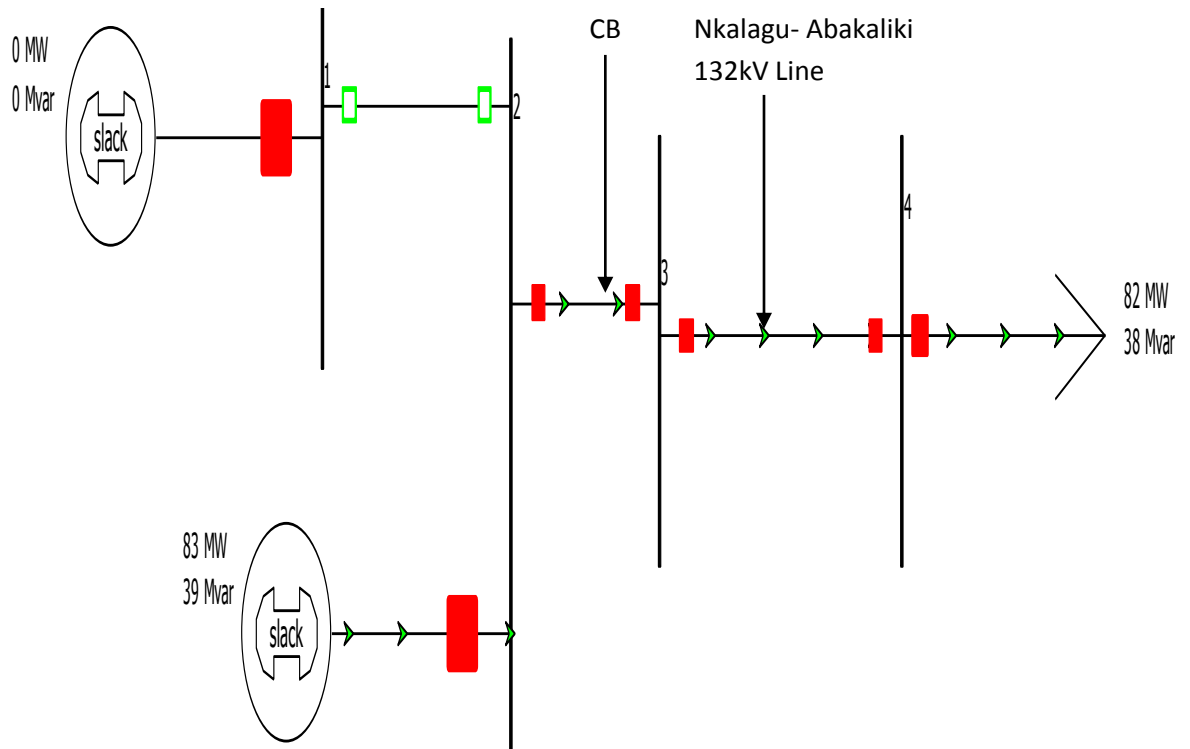 0 MW
0 Mvar
slack
1
2
CB
Nkalagu- Abakaliki
132kV Line
3
4
82 MW
38 Mvar
83 MW
39 Mvar
slack